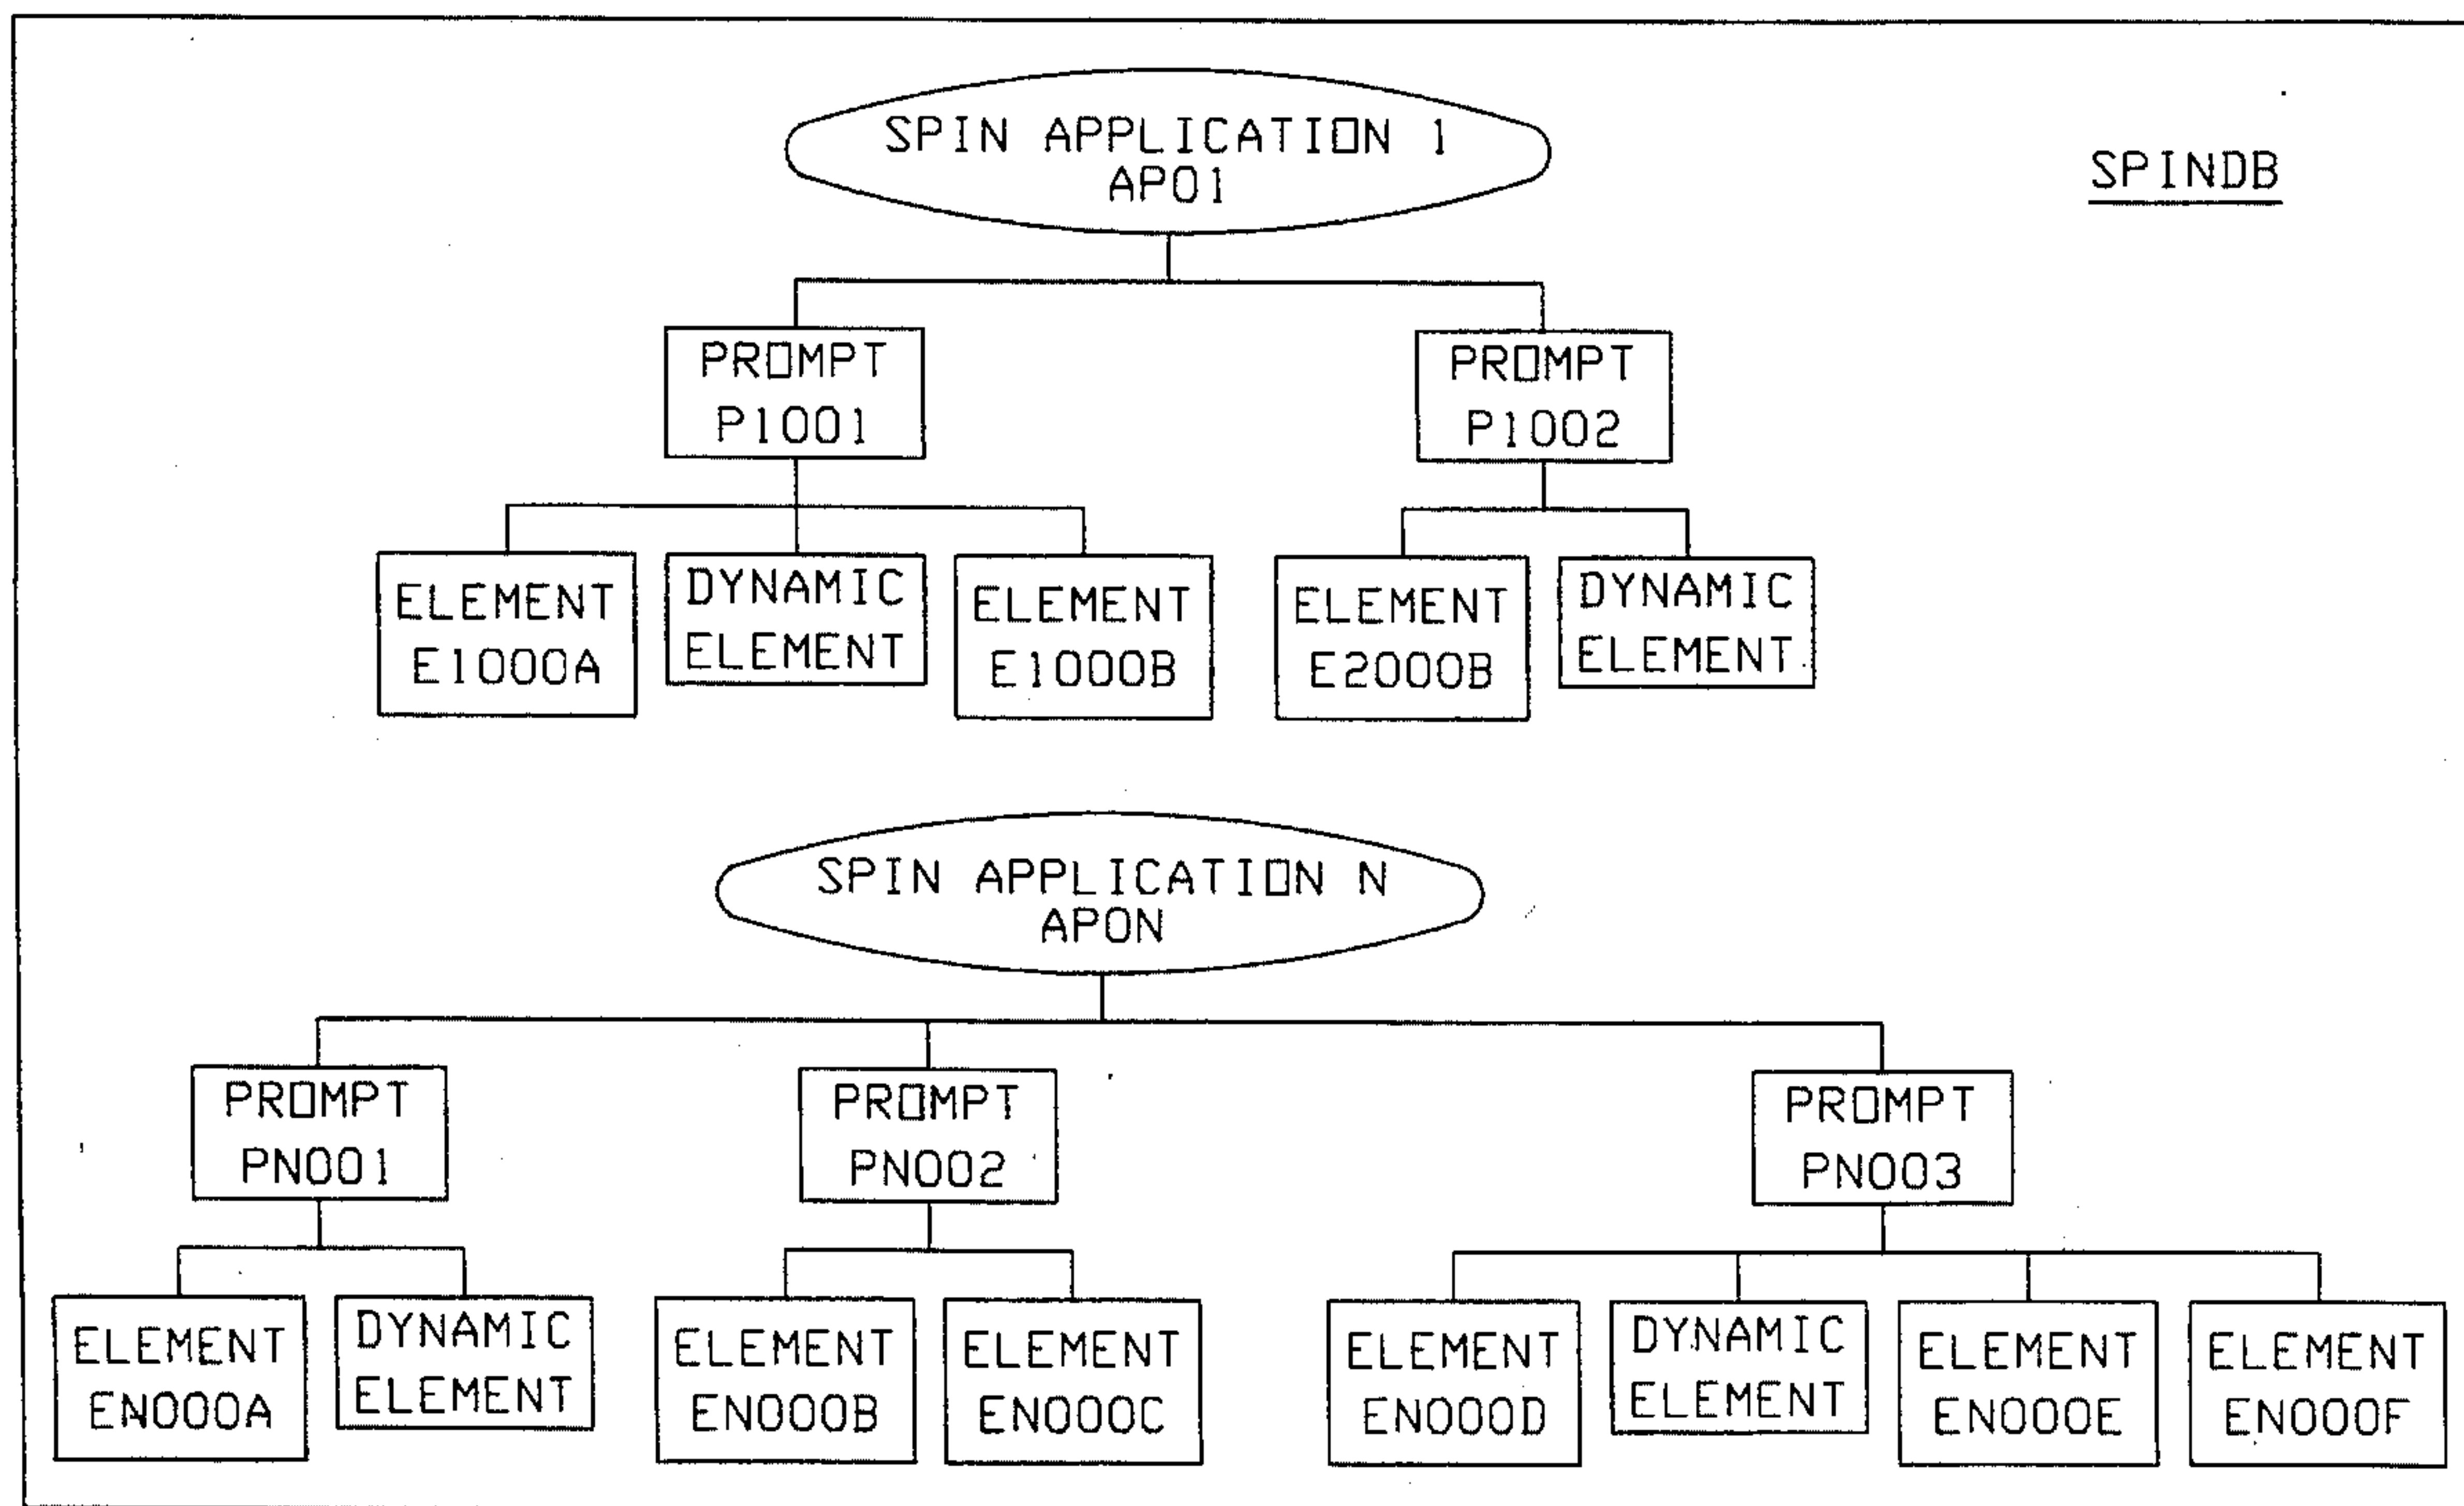 SPIN APPLICATION 1
AP01
SPINDB
PROMPT
P1001
PROMPT
P1002
ELEMENT
E1000A
DYNAMIC
ELEMENT
ELEMENT
E1000B
ELEMENT
E2000B
DYNAMIC
ELEMENT
SPIN APPLICATION N
AP0N
PROMPT
PN001
PROMPT
PN002
PROMPT
PN003
ELEMENT
EN000A
DYNAMIC
ELEMENT
ELEMENT
EN000B
ELEMENT
EN000C
ELEMENT
EN000D
DYNAMIC
ELEMENT
ELEMENT
EN000E
ELEMENT
EN000F